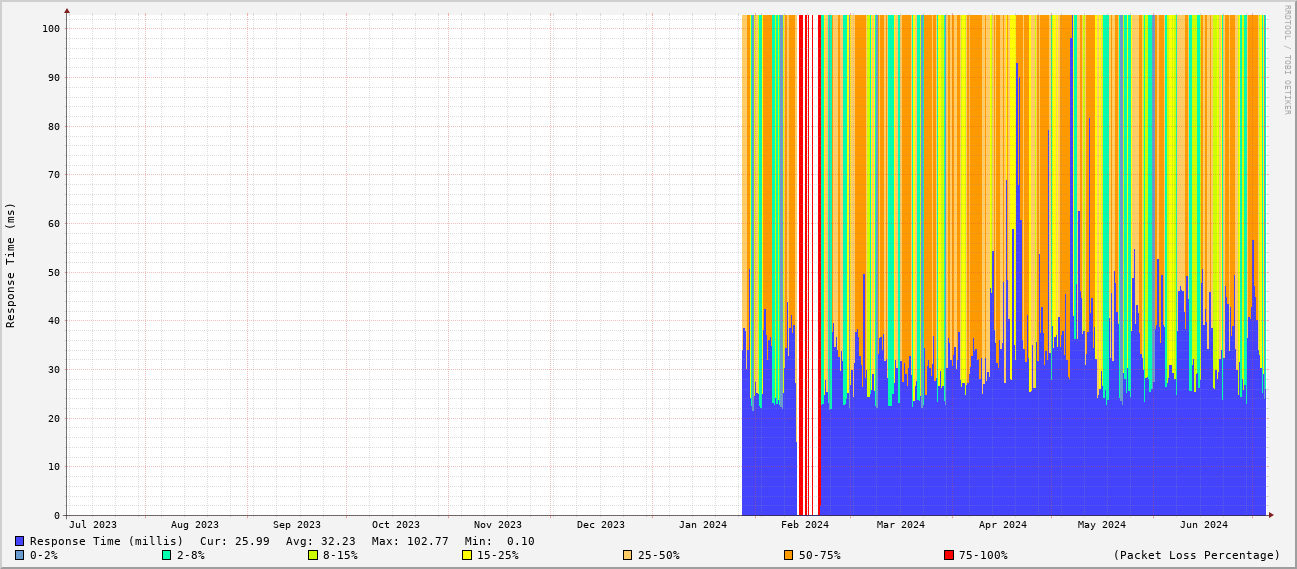 RRDTOOL / TOBI OETIKER
Response Time (ms)
100
90
80
70
60
50
40
30
20
10
0
Jul 2023 Aug 2023 Sep 2023 Oct 2023 Nov 2023 Dec 2023 Jan 2024 Feb 2024 Mar 2024 Apr 2024 May 2024 Jun 2024
Response Time (millis) Cur: 25.99 Avg: 32.23 Max: 102.77 Min: 0.10
0-2% 2-8% 8-15% 15-25% 25-50% 50-75% 75-100% (Packet Loss Percentage)